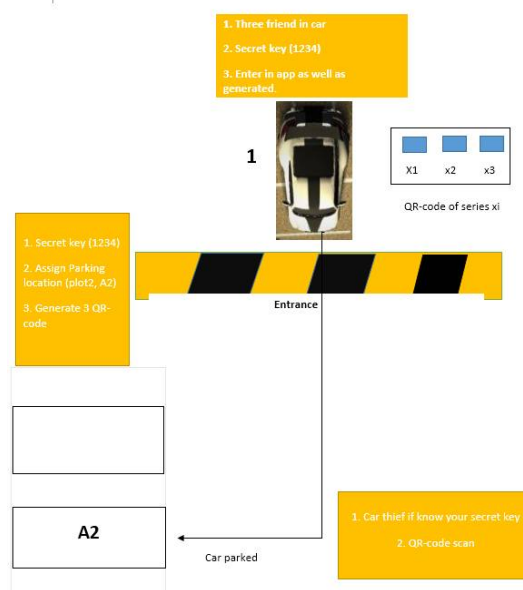 1. Three friend in car
2. Secret key (1234)
3. Enter in app as well as
generated.
1
X1 x2 x3
QR-code of series xi
1. Secret key (1234)
2. Assign Parking
location (plot2, A2)
3. Generate 3 QR-
code
Entrance
A2
Car parked
1. Car thief if know your secret key
2. QR-code scan